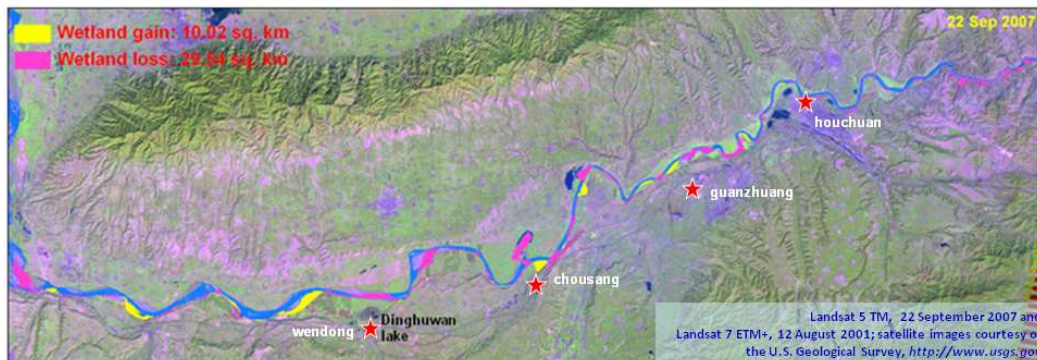 22 Sep 2007
Wetland gain: 10.02 sq. km
Wetland loss: 29.54 sq. km
houchuan
guanzhuang
chousang
wendong
Dinghuwan
lake
Landsat 5 TM, 22 September 2007 and
Landsat 7 ETM+, 12 August 2001; satellite images courtesy o
the U.S. Geological Survey, http://www.usgs.gov